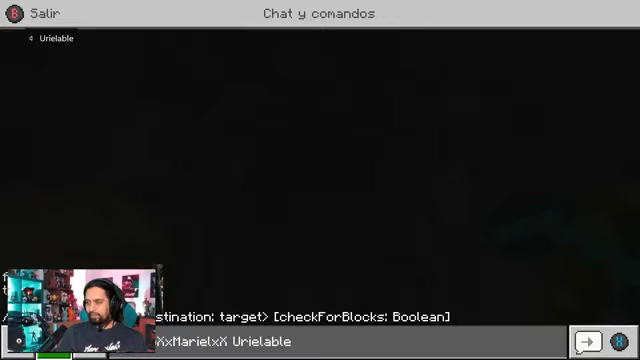 B Salir
Chat y comandos
Urielable
stination: target> [checkForBlocks: Boolean]
XxMarielxX Urielable
X